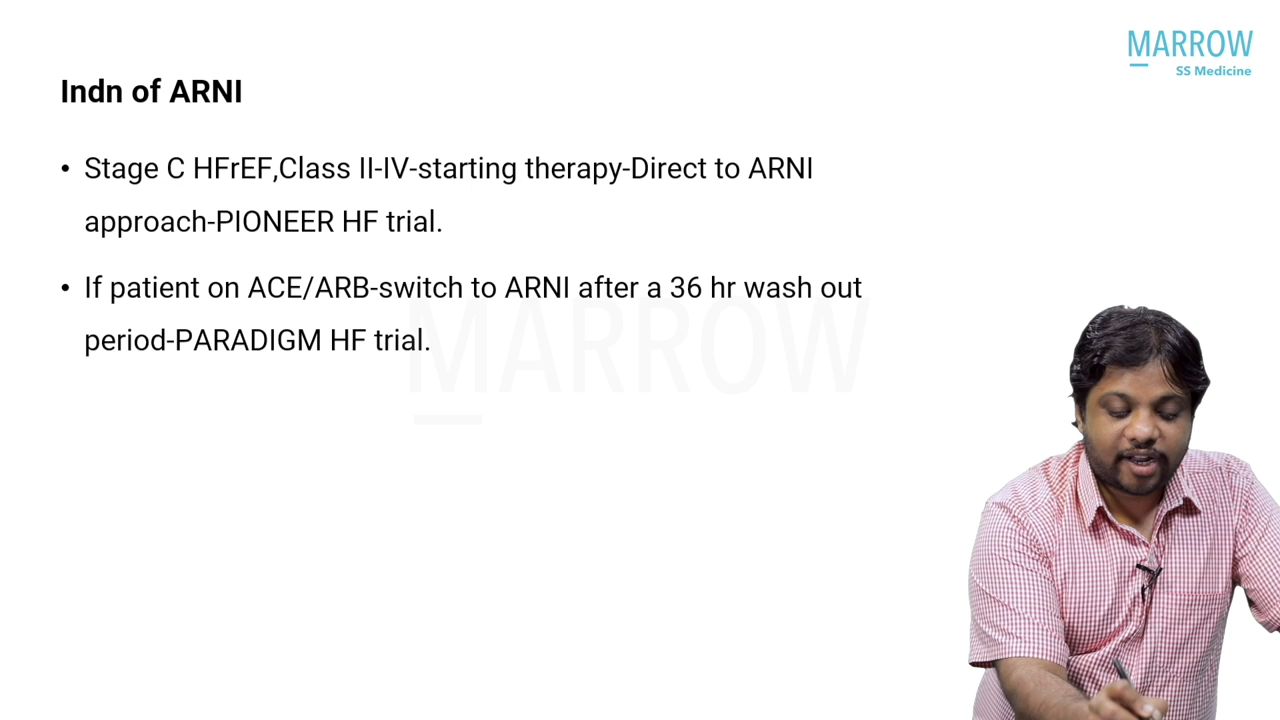 MARROW
SS Medicine
Indn of ARNI
• Stage C HFrEF,Class II-IV-starting therapy-Direct to ARNI
approach-PIONEER HF trial.
• If patient on ACE/ARB-switch to ARNI after a 36 hr wash out
period-PARADIGM HF trial.
MARROW